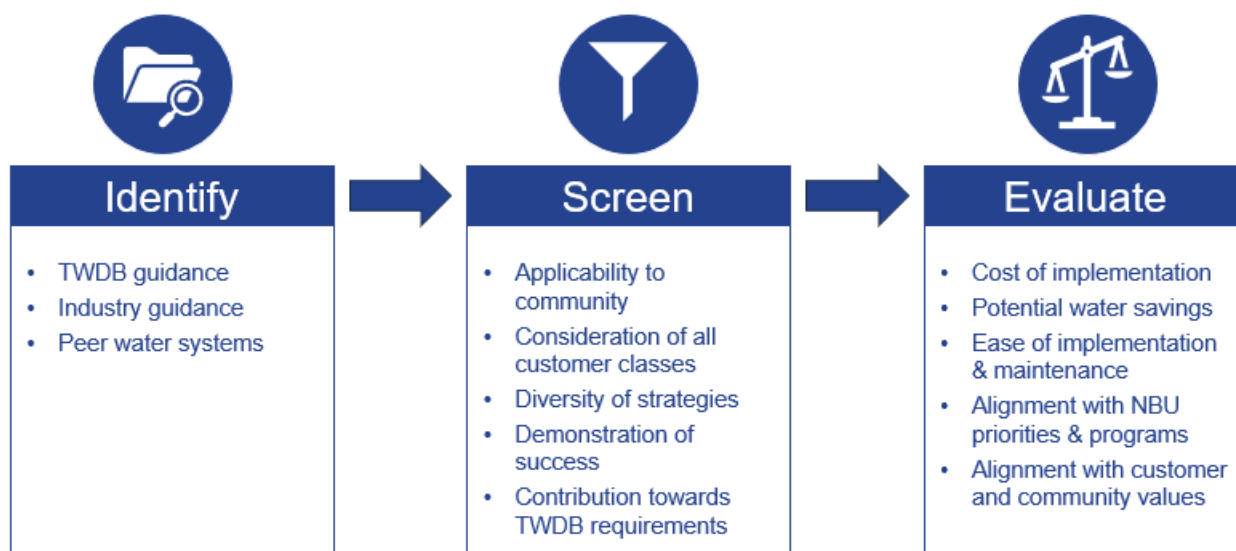 Identify
• TWDB guidance
• Industry guidance
• Peer water systems
Screen
• Applicability to
community
• Consideration of all
customer classes
• Diversity of strategies
• Demonstration of
success
• Contribution towards
TWDB requirements
Evaluate
• Cost of implementation
• Potential water savings
• Ease of implementation
& maintenance
• Alignment with NBU
priorities & programs
• Alignment with customer
and community values